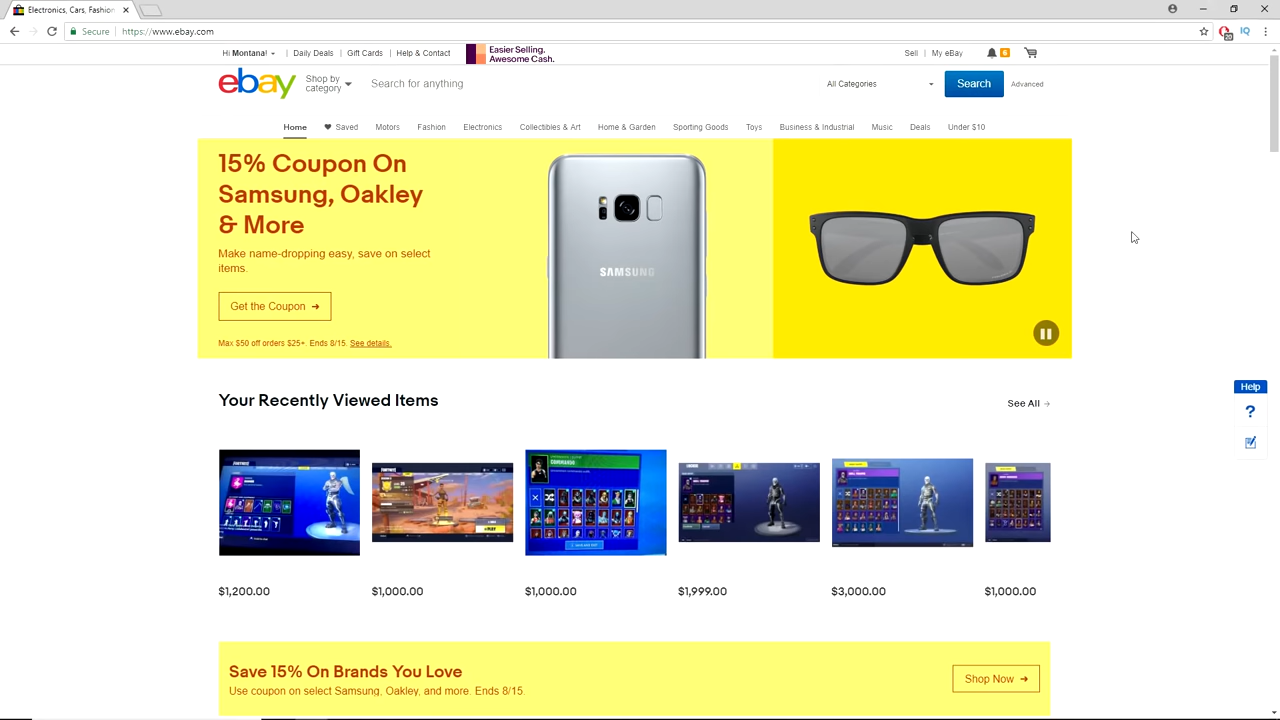 Electronics, Cars, Fashion
Secure https://www.ebay.com
20
IQ
Hi Montana! Daily Deals Gift Cards Help & Contact
Easier Selling.
Awesome Cash.
Sell My eBay 6
ebay
Shop by
category
Search for anything
All Categories
Search
Advanced
Home Saved Motors Fashion Electronics Collectibles & Art Home & Garden Sporting Goods Toys Business & Industrial Music Deals Under $10
15% Coupon On
Samsung, Oakley
& More
Make name-dropping easy, save on select
items.
Get the Coupon →
Max $50 off orders $25+. Ends 8/15. See details.
SAMSUNG
Help
?
Your Recently Viewed Items
See All →
COMMANDO
$1,200.00 $1,000.00 $1,000.00 $1,999.00 $3,000.00 $1,000.00
Save 15% On Brands You Love
Use coupon on select Samsung, Oakley, and more. Ends 8/15.
Shop Now →